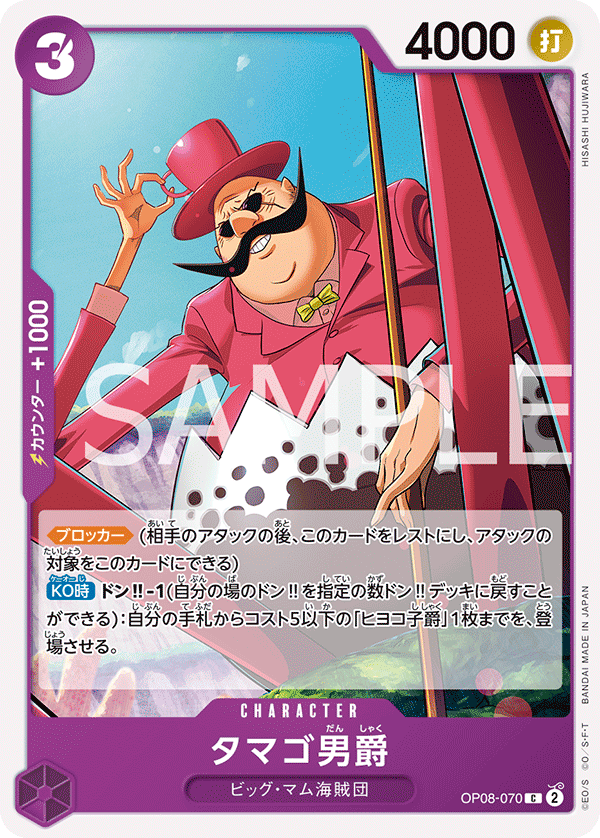 3
4000
打
HISASHI HUJIWARA
カウンター +1000
SAMPLE
ブロッカー (相手のアタックの後、このカードをレストにし、アタックの
対象をこのカードにできる)
KO時 ドン!!-1(自分の場のドン!!を指定の数ドン!!デッキに戻すこと
ができる):自分の手札からコスト5以下の「ヒヨコ子爵」1枚までを、登
場させる。
CHARACTER
タマゴ男爵
ビッグ・マム海賊団
OP08-070 C 2
©E.O/S ©O/S・F・T BANDAI MADE IN JAPAN